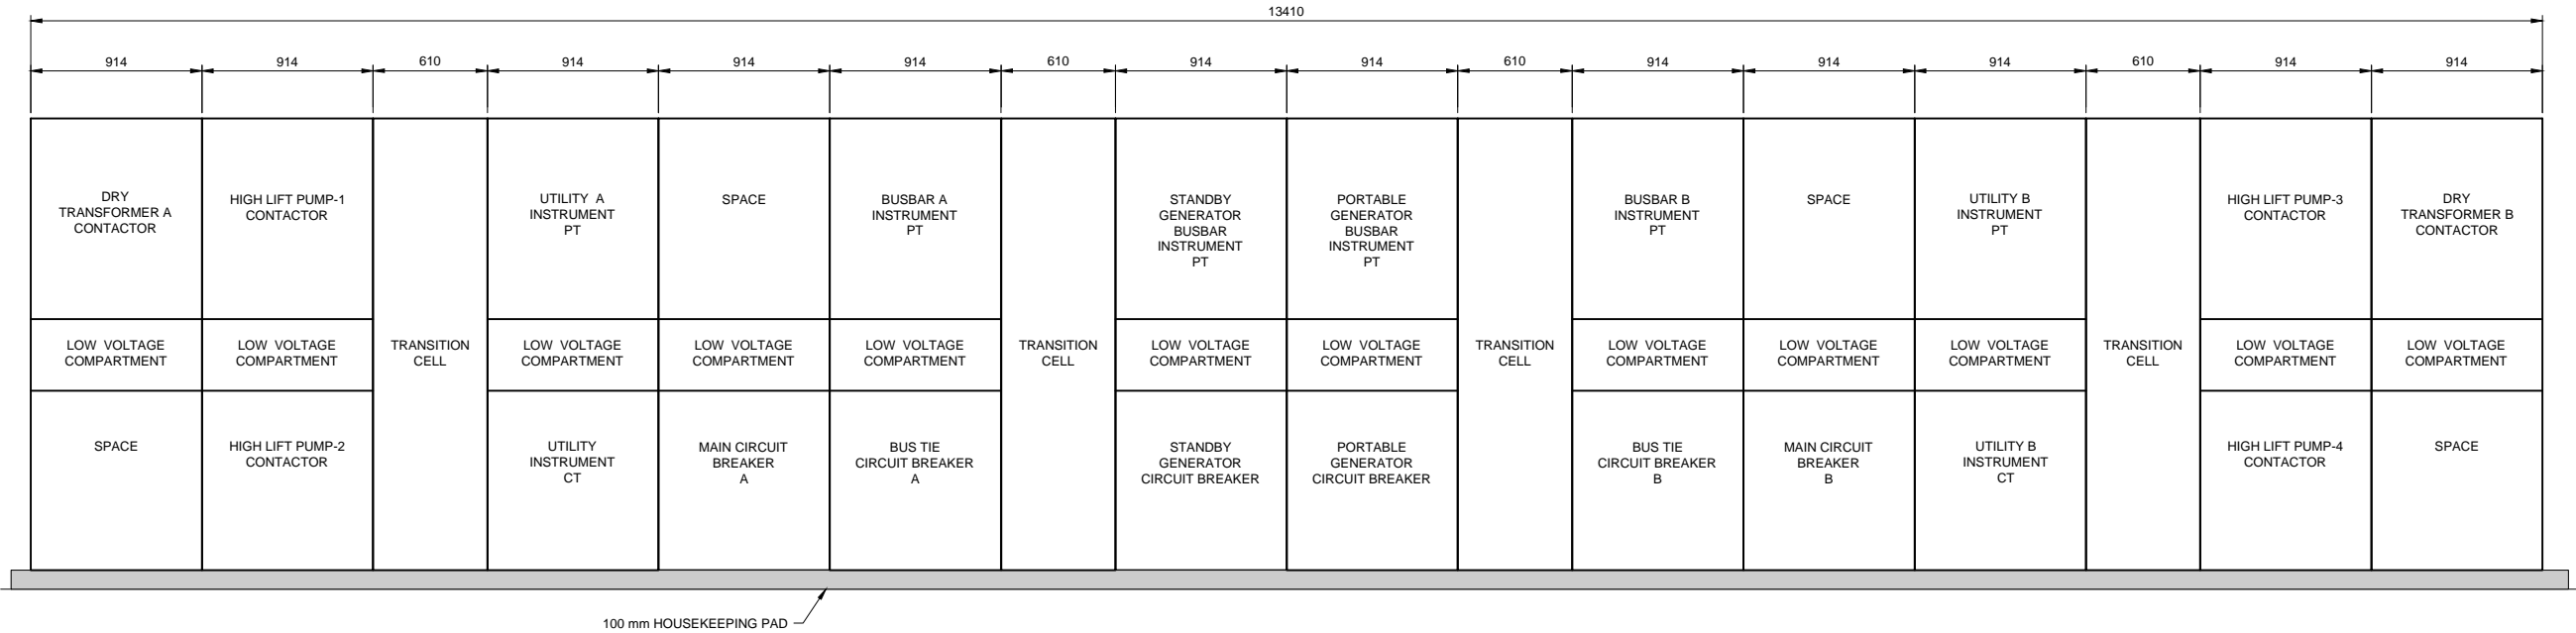 13410
914
914
610
914
914
914
610
914
914
610
914
914
914
610
914
914
DRY
TRANSFORMER A
CONTACTOR
HIGH LIFT PUMP-1
CONTACTOR
UTILITY A
INSTRUMENT
PT
SPACE
BUSBAR A
INSTRUMENT
PT
STANDBY
GENERATOR
BUSBAR
INSTRUMENT
PT
PORTABLE
GENERATOR
BUSBAR
INSTRUMENT
PT
BUSBAR B
INSTRUMENT
PT
SPACE
UTILITY B
INSTRUMENT
PT
HIGH LIFT PUMP-3
CONTACTOR
DRY
TRANSFORMER B
CONTACTOR
LOW VOLTAGE
COMPARTMENT
LOW VOLTAGE
COMPARTMENT
TRANSITION
CELL
LOW VOLTAGE
COMPARTMENT
LOW VOLTAGE
COMPARTMENT
LOW VOLTAGE
COMPARTMENT
TRANSITION
CELL
LOW VOLTAGE
COMPARTMENT
LOW VOLTAGE
COMPARTMENT
TRANSITION
CELL
LOW VOLTAGE
COMPARTMENT
LOW VOLTAGE
COMPARTMENT
LOW VOLTAGE
COMPARTMENT
TRANSITION
CELL
LOW VOLTAGE
COMPARTMENT
LOW VOLTAGE
COMPARTMENT
SPACE
HIGH LIFT PUMP-2
CONTACTOR
UTILITY
INSTRUMENT
CT
MAIN CIRCUIT
BREAKER
A
BUS TIE
CIRCUIT BREAKER
A
STANDBY
GENERATOR
CIRCUIT BREAKER
PORTABLE
GENERATOR
CIRCUIT BREAKER
BUS TIE
CIRCUIT BREAKER
B
MAIN CIRCUIT
BREAKER
B
UTILITY B
INSTRUMENT
CT
HIGH LIFT PUMP-4
CONTACTOR
SPACE
100 mm HOUSEKEEPING PAD